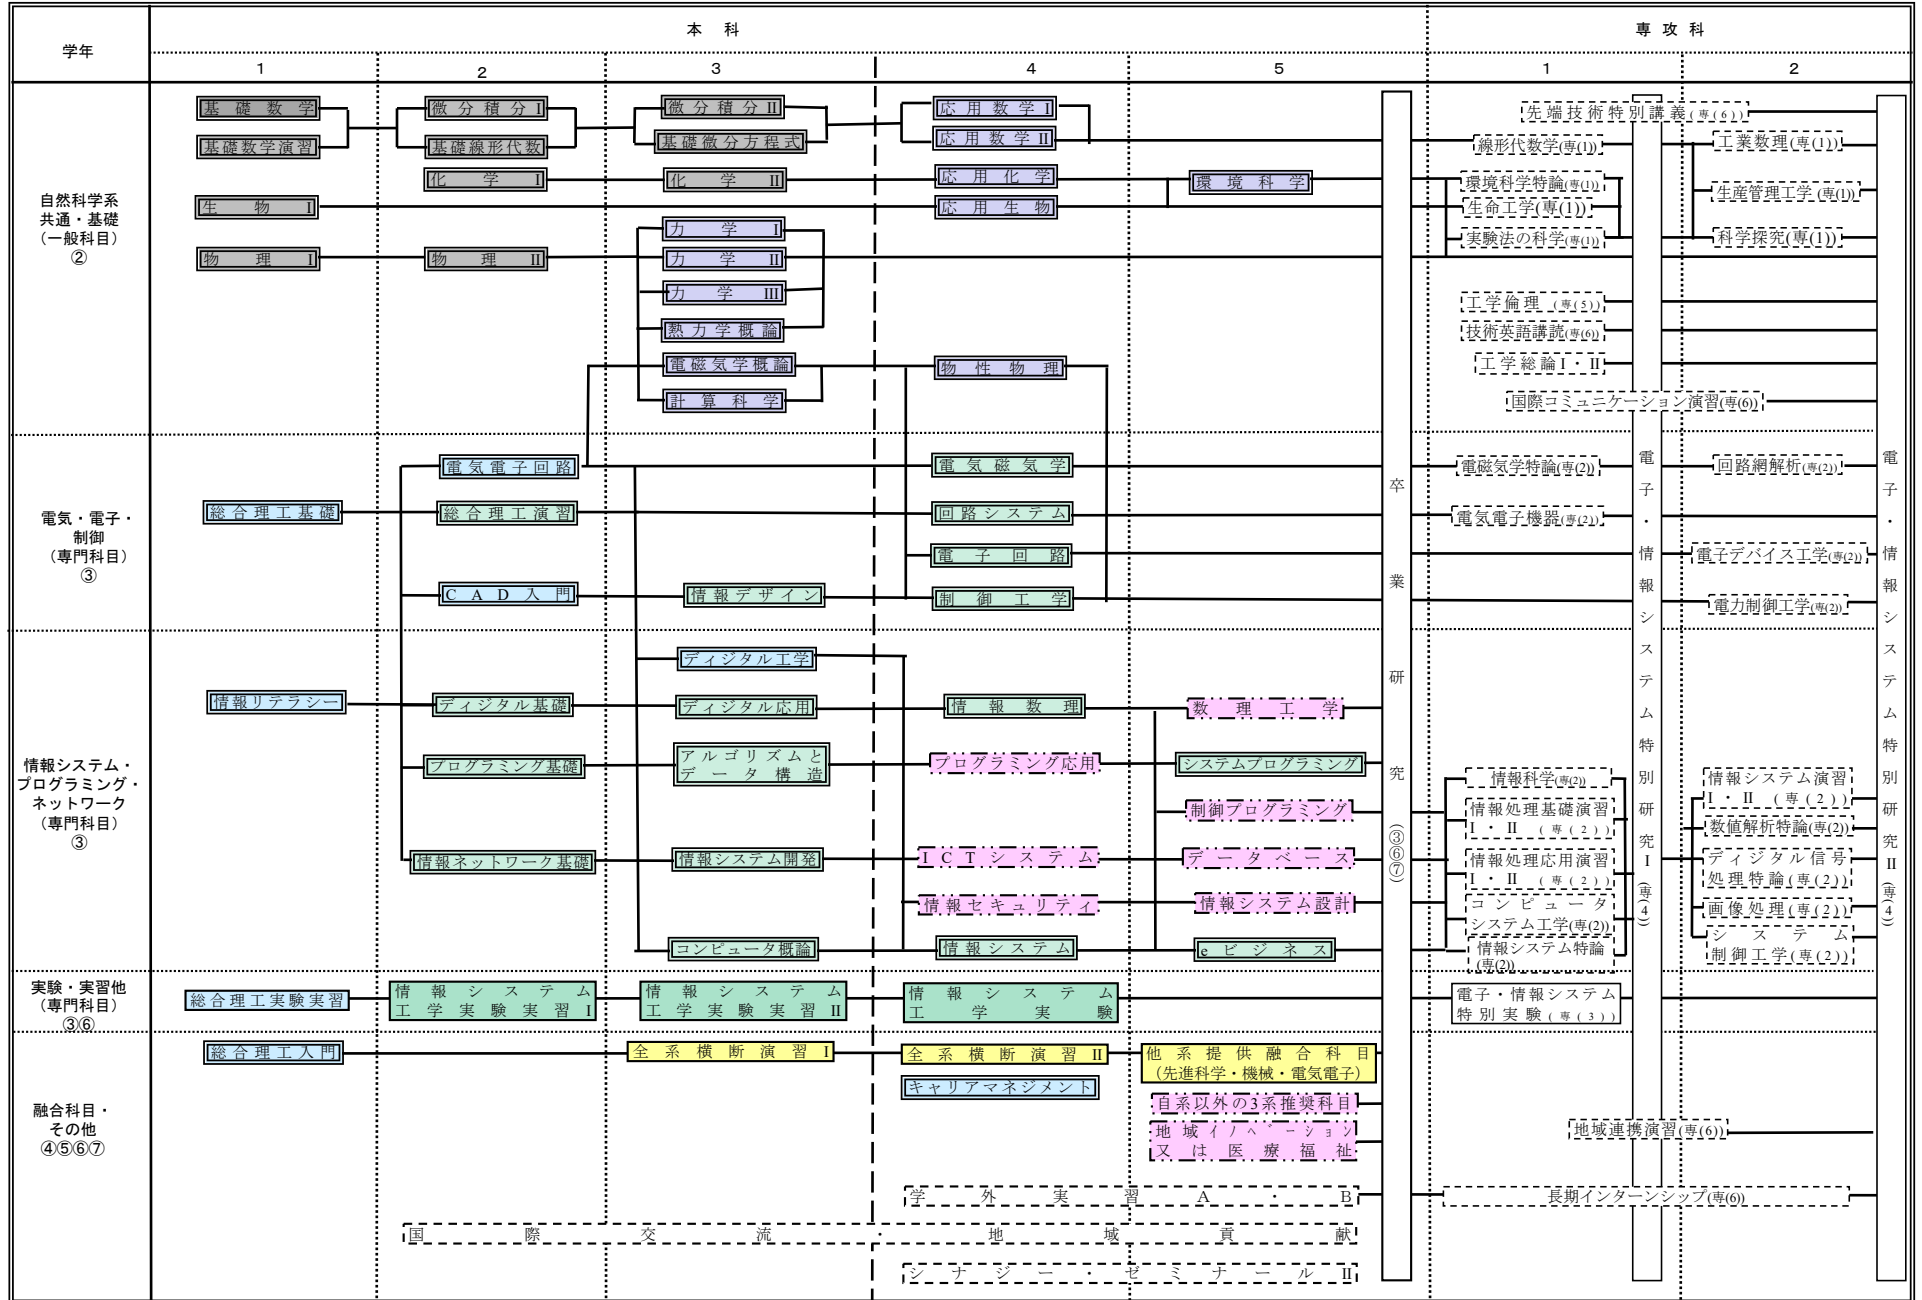 学年
本 科
専 攻 科
1
2
3
4
5
1
2
自然科学系
共通・基礎
(一般科目)
②
基礎数学
微分積分I
微分積分II
応用数学I
先端技術特別講義(専(6))
基礎数学演習
基礎線形代数
基礎微分方程式
応用数学II
線形代数学(専(1))
工業数理(専(1))
化学I
化学II
応用化学
環境科学
環境科学特論(専(1))
生産管理工学(専(1))
生物I
応用生物
生命工学(専(1))
力学I
実験法の科学(専(1))
科学探究(専(1))
物理I
物理II
力学II
力学III
工学倫理(専(5))
熱力学概論
技術英語講読(専(6))
電磁気学概論
物性物理
工学総論I・II
計算科学
国際コミュニケーション演習(専(6))
電気・電子・
制御
(専門科目)
③
電気電子回路
電気磁気学
電磁気学特論(専(2))
回路網解析(専(2))
総合理工基礎
総合理工演習
回路システム
電気電子機器(専(2))
電子回路
電子デバイス工学(専(2))
CAD入門
情報デザイン
制御工学
電力制御工学(専(2))
情報システム・
プログラミング・
ネットワーク
(専門科目)
③
ディジタル工学
情報リテラシー
ディジタル基礎
ディジタル応用
情報数理
数理工学
プログラミング基礎
アルゴリズムと
データ構造
プログラミング応用
システムプログラミング
情報科学(専(2))
情報システム演習
I・II(専(2))
制御プログラミング
情報処理基礎演習
I・II(専(2))
数値解析特論(専(2))
情報ネットワーク基礎
情報システム開発
ICTシステム
データベース
情報処理応用演習
I・II(専(2))
ディジタル信号
処理特論(専(2))
情報セキュリティ
情報システム設計
コンピュータ
システム工学(専(2))
画像処理(専(2))
コンピュータ概論
情報システム
eビジネス
情報システム特論
(専(2))
システム
制御工学(専(2))
実験・実習他
(専門科目)
③⑥
総合理工実験実習
情報システム
工学実験実習I
情報システム
工学実験実習II
情報システム
工学実験
電子・情報システム
特別実験(専(3))
融合科目・
その他
④⑤⑥⑦
総合理工入門
全系横断演習I
全系横断演習II
他系提供融合科目
(先進科学・機械・電気電子)
キャリアマネジメント
自系以外の3系推奨科目
地域イノベーション
又は医療福祉
地域連携演習(専(6))
学外実習A・B
長期インターンシップ(専(6))
国際交流・地域貢献
シナジー・ゼミナールII
卒業研究(③⑥⑦)
電子・情報システム特別研究I(専(4))
電子・情報システム特別研究II(専(4))